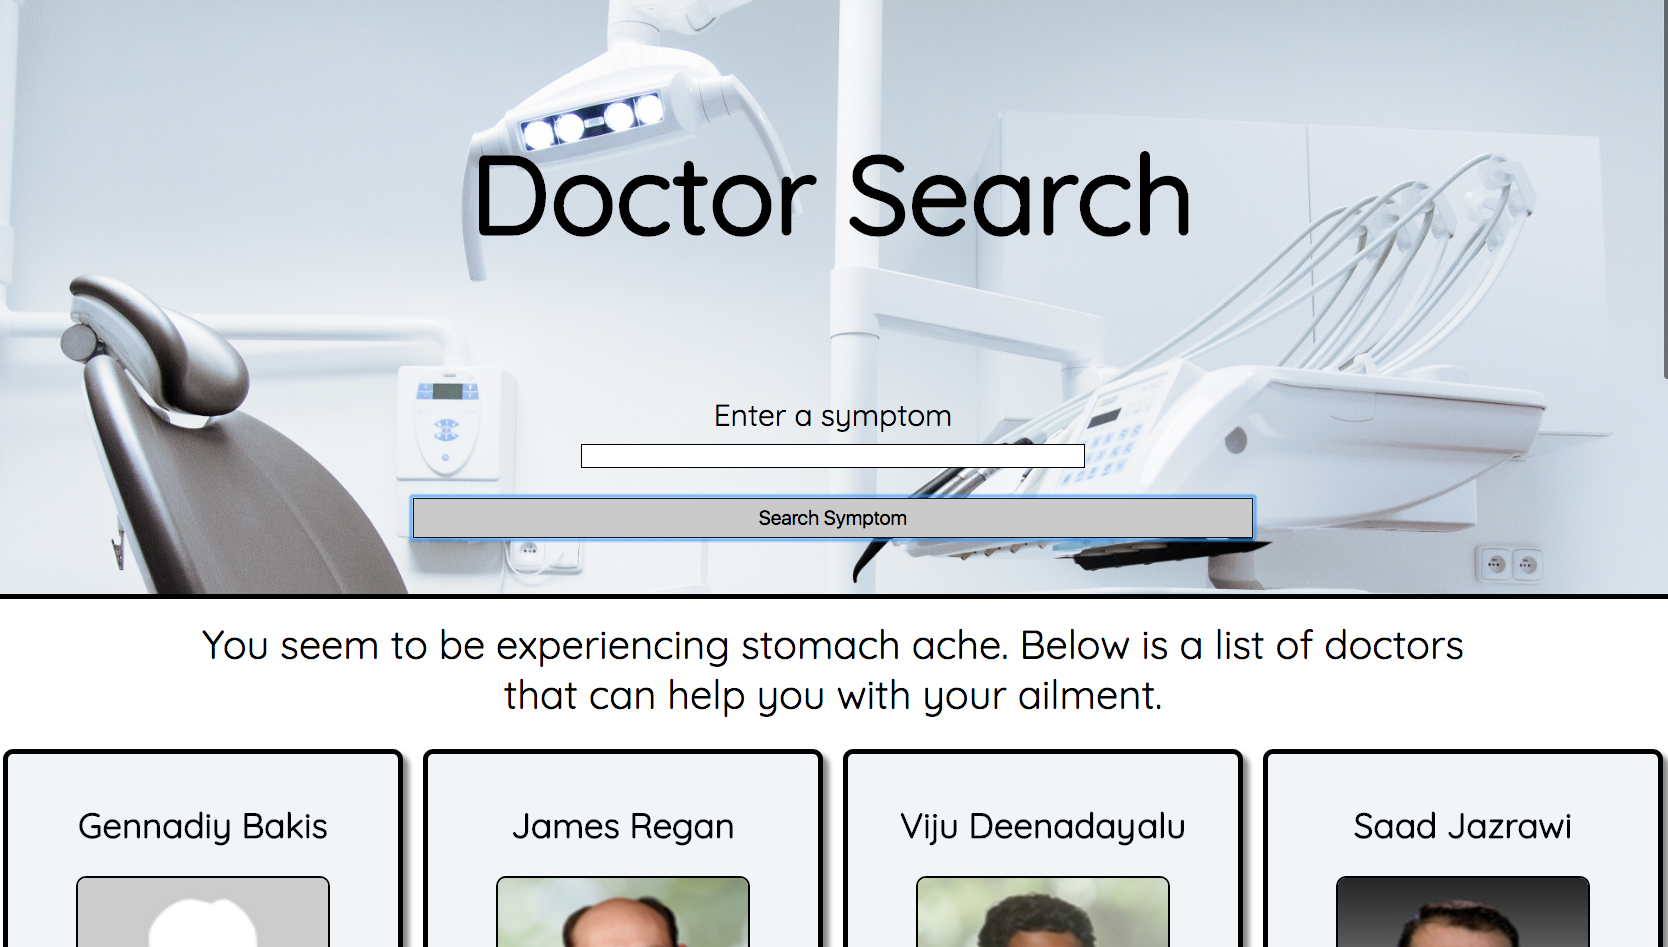 Doctor Search
Enter a symptom
Search Symptom
You seem to be experiencing stomach ache. Below is a list of doctors
that can help you with your ailment.
Gennadiy Bakis
James Regan
Viju Deenadayalu
Saad Jazrawi